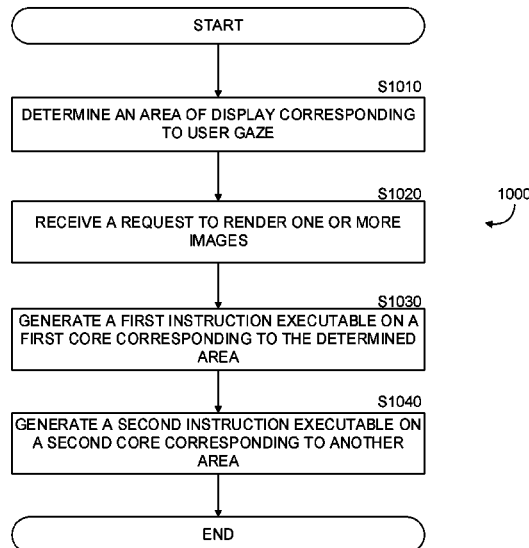 START
S1010
DETERMINE AN AREA OF DISPLAY CORRESPONDING
TO USER GAZE
S1020
1000
RECEIVE A REQUEST TO RENDER ONE OR MORE
IMAGES
S1030
GENERATE A FIRST INSTRUCTION EXECUTABLE ON A
FIRST CORE CORRESPONDING TO THE DETERMINED
AREA
S1040
GENERATE A SECOND INSTRUCTION EXECUTABLE ON
A SECOND CORE CORRESPONDING TO ANOTHER
AREA
END